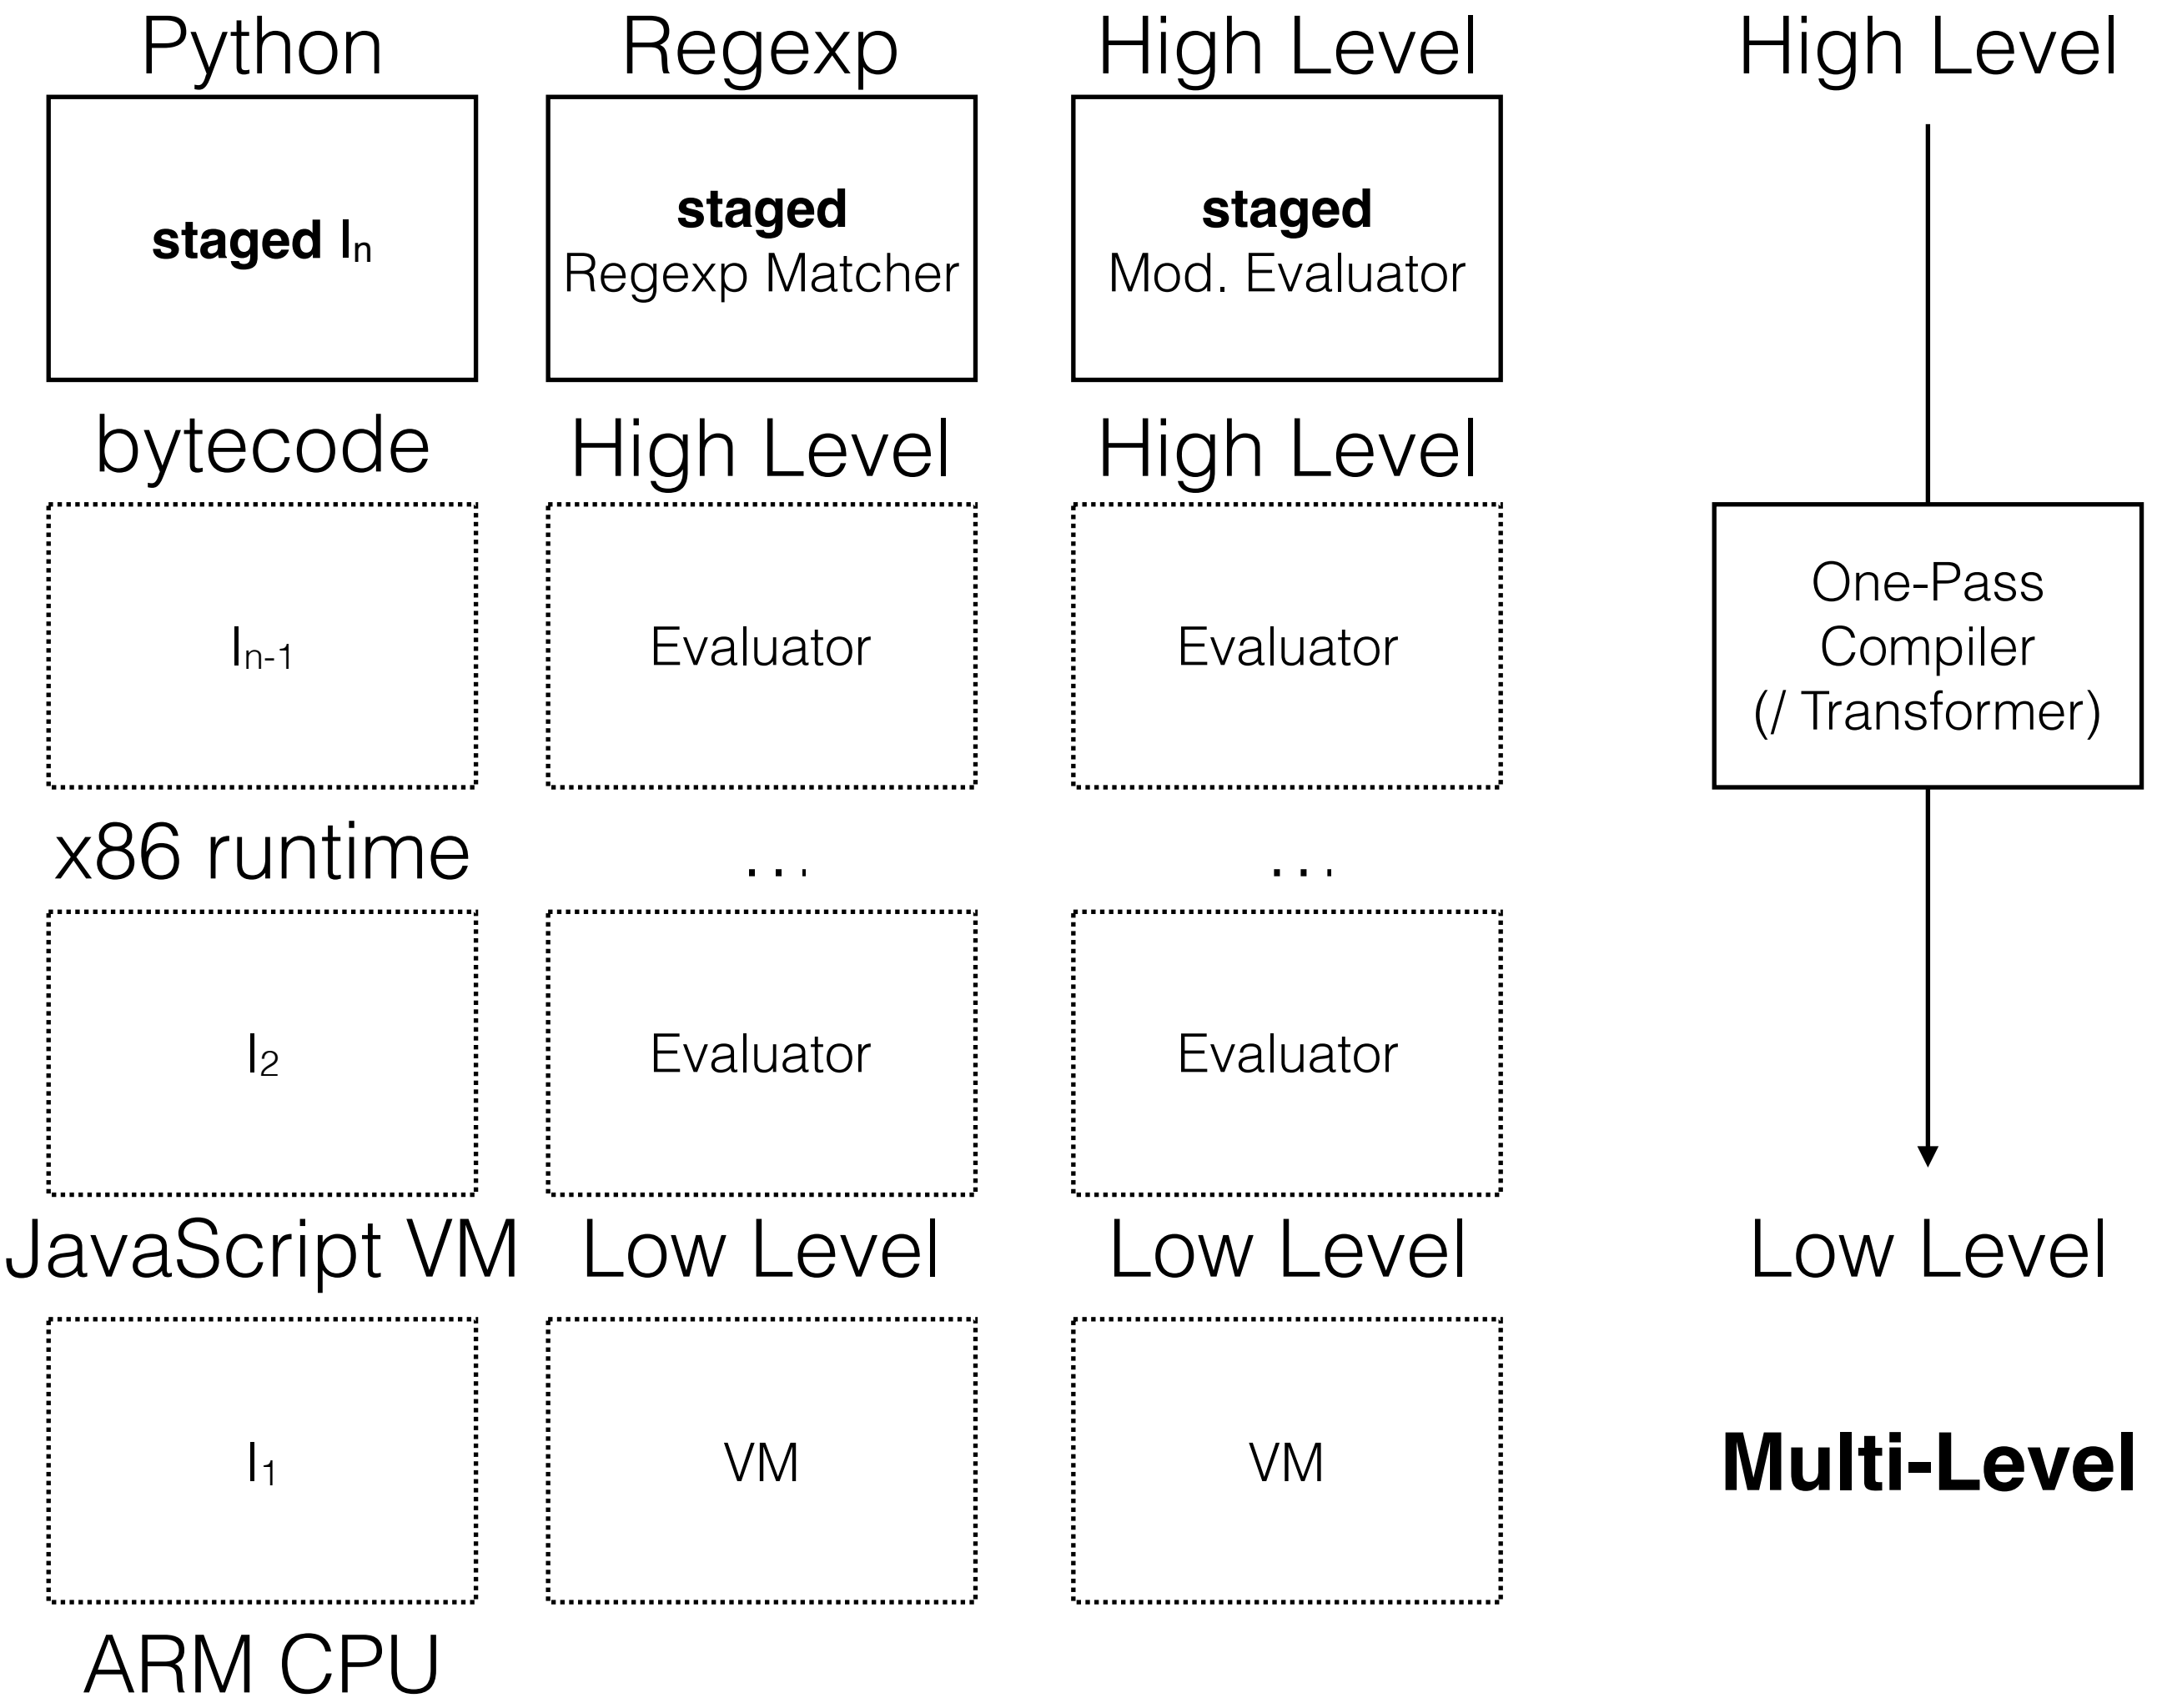 Python
staged Iₙ
bytecode
Iₙ₋₁
x86 runtime
I₂
JavaScript VM
I₁
ARM CPU
Regexp
staged
Regexp Matcher
High Level
Evaluator
...
Evaluator
Low Level
VM
High Level
staged
Mod. Evaluator
High Level
Evaluator
...
Evaluator
Low Level
VM
High Level
One-Pass
Compiler
(/ Transformer)
Low Level
Multi-Level